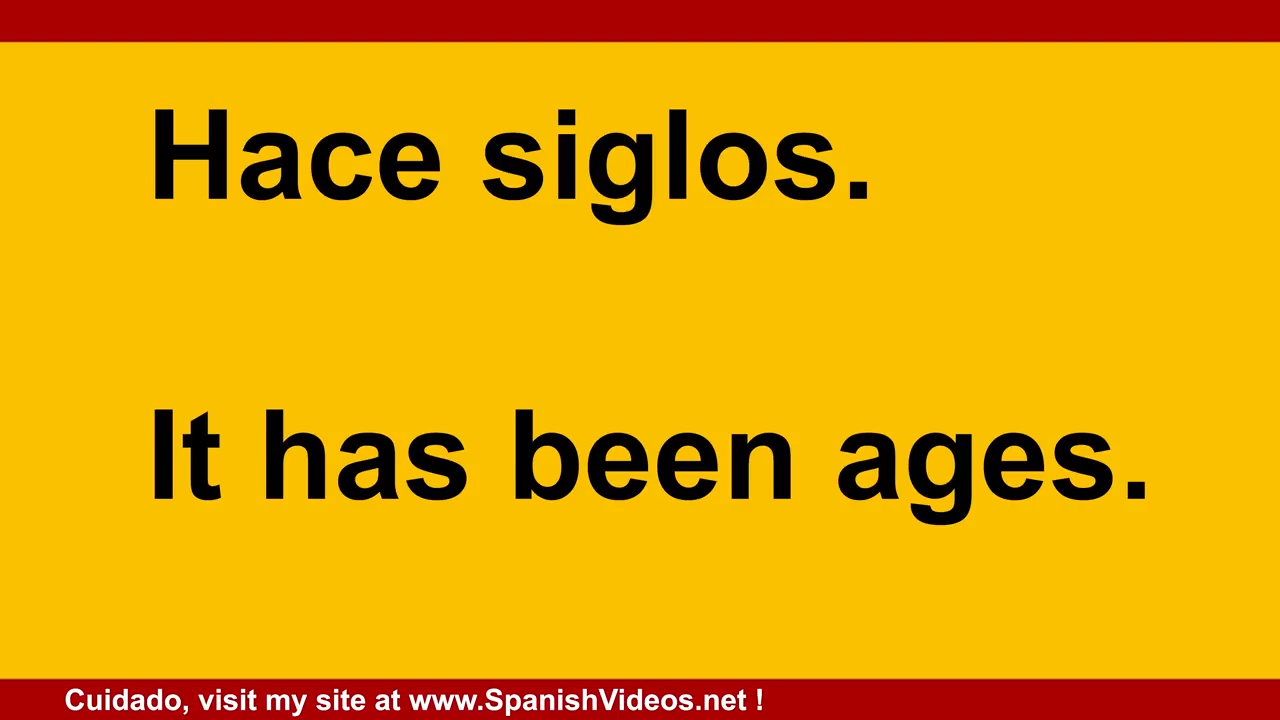 Hace siglos.
It has been ages.
Cuidado, visit my site at www.SpanishVideos.net !